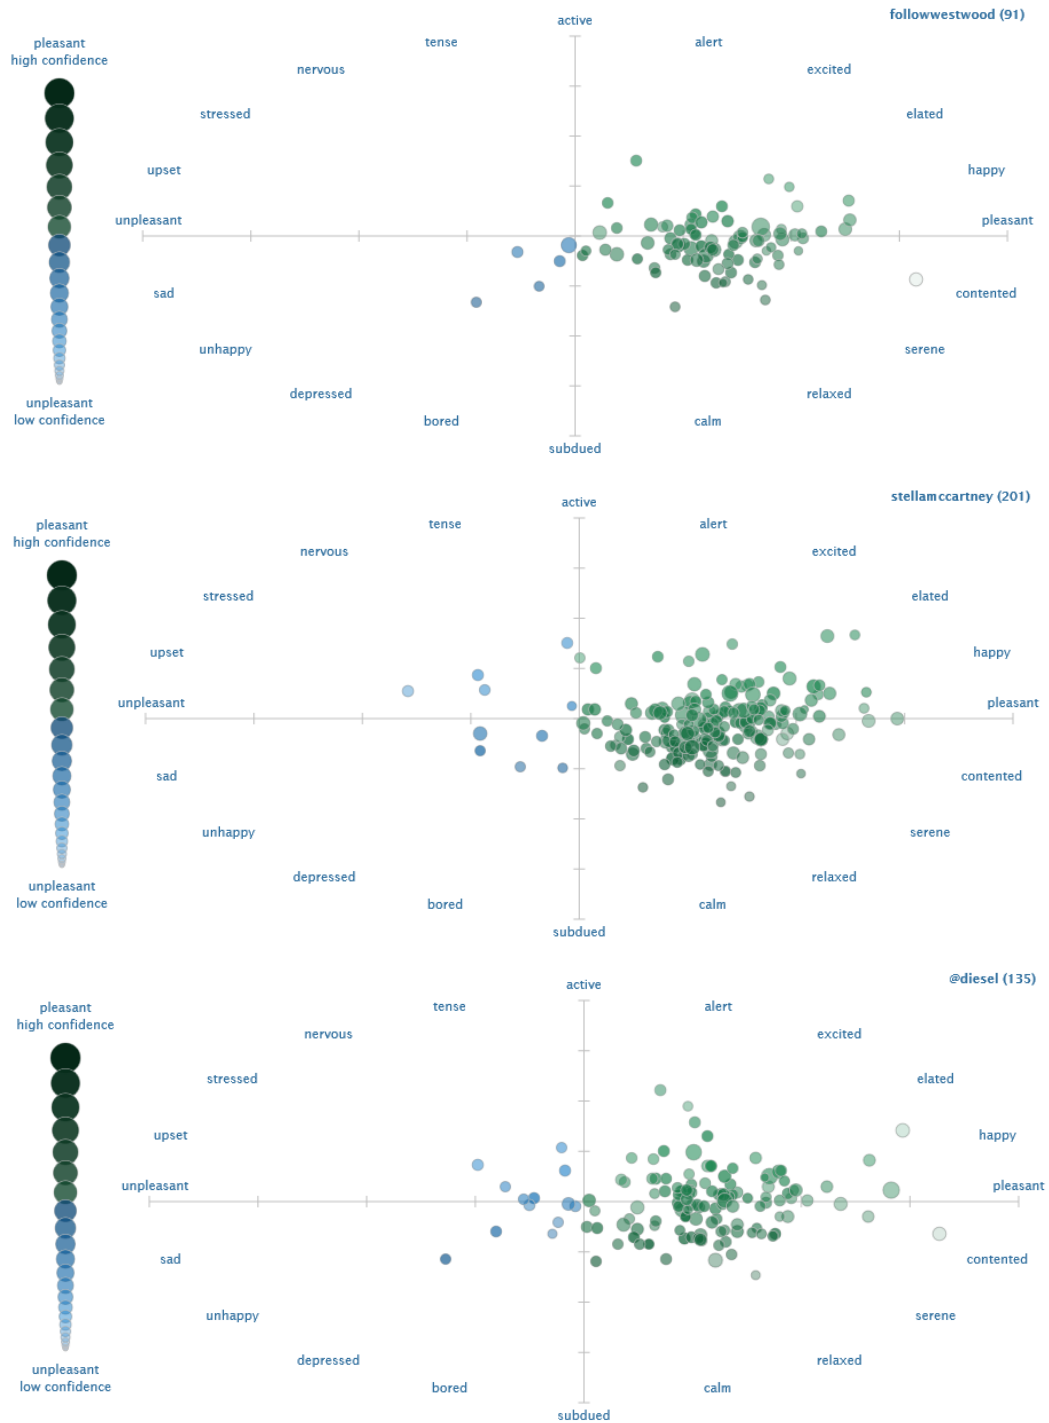 followwestwood (91)
active
tense
alert
pleasant
high confidence
nervous
excited
stressed
elated
upset
happy
unpleasant
pleasant
sad
contented
unhappy
serene
depressed
relaxed
unpleasant
low confidence
bored
calm
subdued
stellamccartney (201)
active
tense
alert
pleasant
high confidence
nervous
excited
stressed
elated
upset
happy
unpleasant
pleasant
sad
contented
unhappy
serene
depressed
relaxed
unpleasant
low confidence
bored
calm
subdued
@diesel (135)
active
tense
alert
pleasant
high confidence
nervous
excited
stressed
elated
upset
happy
unpleasant
pleasant
sad
contented
unhappy
serene
depressed
relaxed
unpleasant
low confidence
bored
calm
subdued